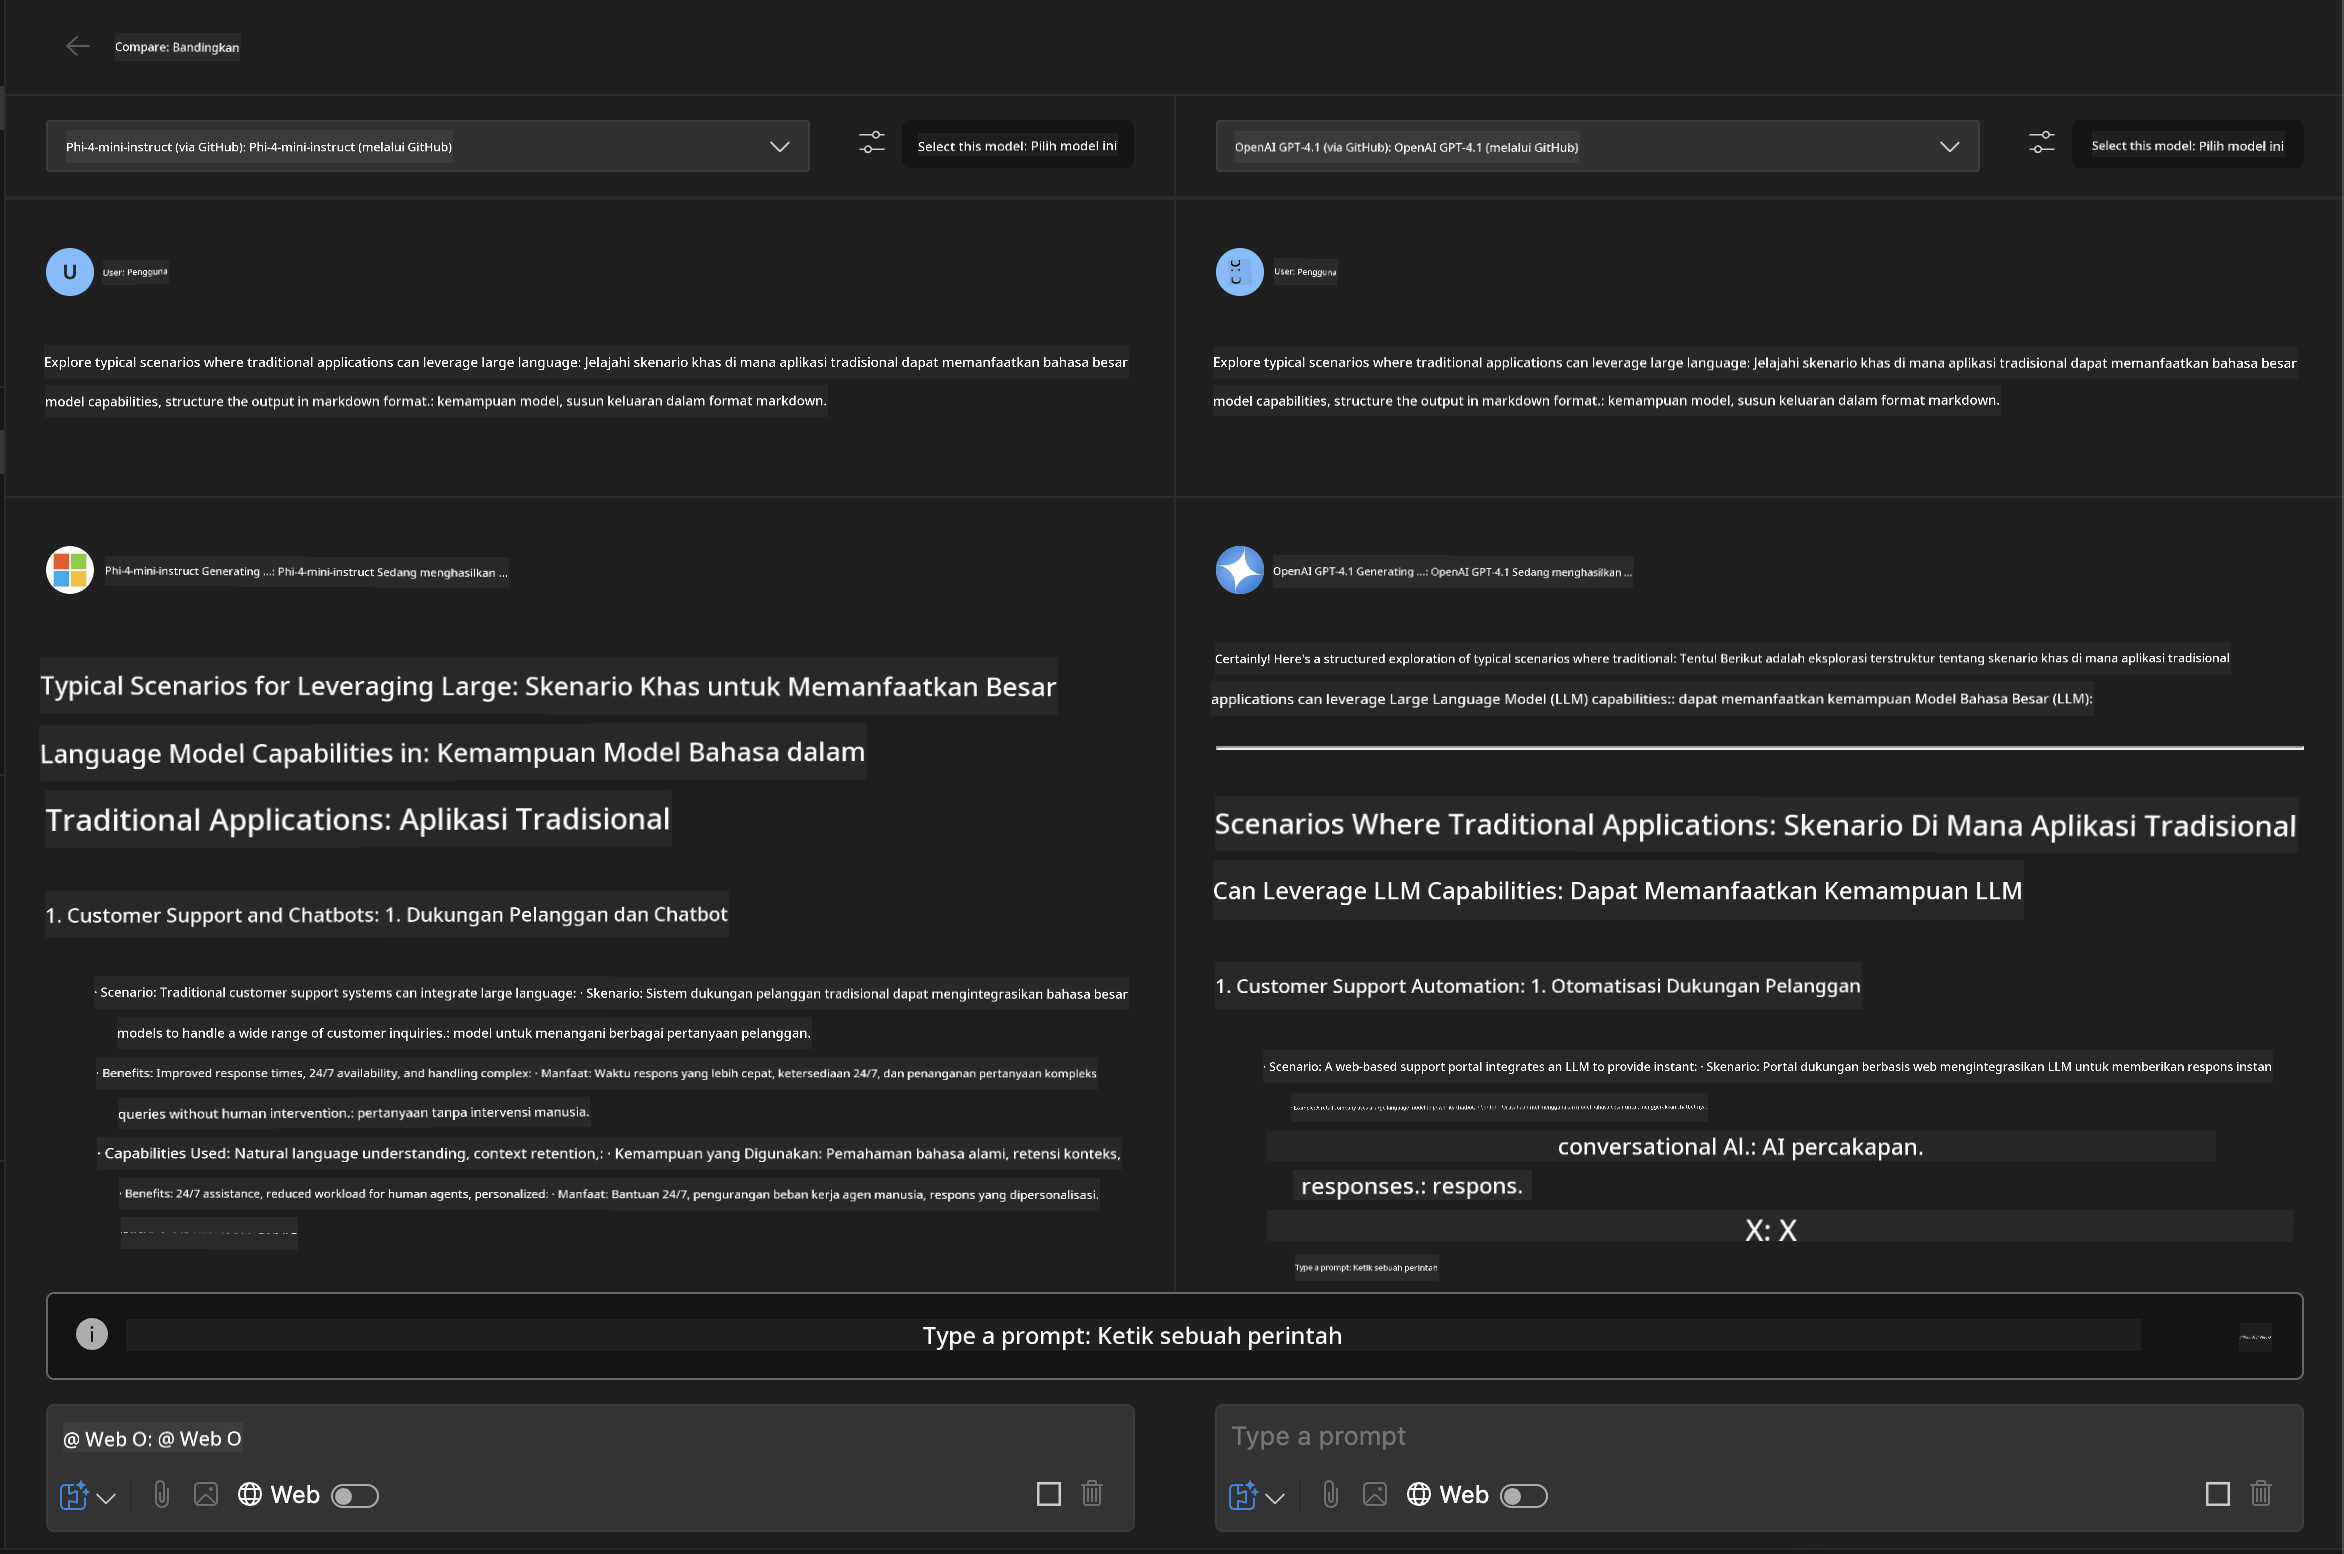 Compare: Bandingkan
Phi-4-mini-instruct (via GitHub): Phi-4-mini-instruct (melalui GitHub)
Select this model: Pilih model ini
U
User: Pengguna
Explore typical scenarios where traditional applications can leverage large language: Jelajahi skenario khas di mana aplikasi tradisional dapat memanfaatkan bahasa besar
model capabilities, structure the output in markdown format.: kemampuan model, susun keluaran dalam format markdown.
Phi-4-mini-instruct Generating ...: Phi-4-mini-instruct Sedang menghasilkan ...
Typical Scenarios for Leveraging Large: Skenario Khas untuk Memanfaatkan Besar
Language Model Capabilities in: Kemampuan Model Bahasa dalam
Traditional Applications: Aplikasi Tradisional
1. Customer Support and Chatbots: 1. Dukungan Pelanggan dan Chatbot
· Scenario: Traditional customer support systems can integrate large language: · Skenario: Sistem dukungan pelanggan tradisional dapat mengintegrasikan bahasa besar
models to handle a wide range of customer inquiries.: model untuk menangani berbagai pertanyaan pelanggan.
· Benefits: Improved response times, 24/7 availability, and handling complex: · Manfaat: Waktu respons yang lebih cepat, ketersediaan 24/7, dan penanganan pertanyaan kompleks
queries without human intervention.: pertanyaan tanpa intervensi manusia.
· Capabilities Used: Natural language understanding, context retention,: · Kemampuan yang Digunakan: Pemahaman bahasa alami, retensi konteks,
· Benefits: 24/7 assistance, reduced workload for human agents, personalized: · Manfaat: Bantuan 24/7, pengurangan beban kerja agen manusia, respons yang dipersonalisasi.
OpenAI GPT-4.1 (via GitHub): OpenAI GPT-4.1 (melalui GitHub)
Select this model: Pilih model ini
C :C
User: Pengguna
Explore typical scenarios where traditional applications can leverage large language: Jelajahi skenario khas di mana aplikasi tradisional dapat memanfaatkan bahasa besar
model capabilities, structure the output in markdown format.: kemampuan model, susun keluaran dalam format markdown.
OpenAI GPT-4.1 Generating ...: OpenAI GPT-4.1 Sedang menghasilkan ...
Certainly! Here's a structured exploration of typical scenarios where traditional: Tentu! Berikut adalah eksplorasi terstruktur tentang skenario khas di mana aplikasi tradisional
applications can leverage Large Language Model (LLM) capabilities:: dapat memanfaatkan kemampuan Model Bahasa Besar (LLM):
Scenarios Where Traditional Applications: Skenario Di Mana Aplikasi Tradisional
Can Leverage LLM Capabilities: Dapat Memanfaatkan Kemampuan LLM
1. Customer Support Automation: 1. Otomatisasi Dukungan Pelanggan
· Scenario: A web-based support portal integrates an LLM to provide instant: · Skenario: Portal dukungan berbasis web mengintegrasikan LLM untuk memberikan respons instan
conversational Al.: AI percakapan.
responses.: respons.
X: X
Type a prompt: Ketik sebuah perintah
i
Type a prompt: Ketik sebuah perintah
@ Web O: @ Web O
Web
Type a prompt
Web